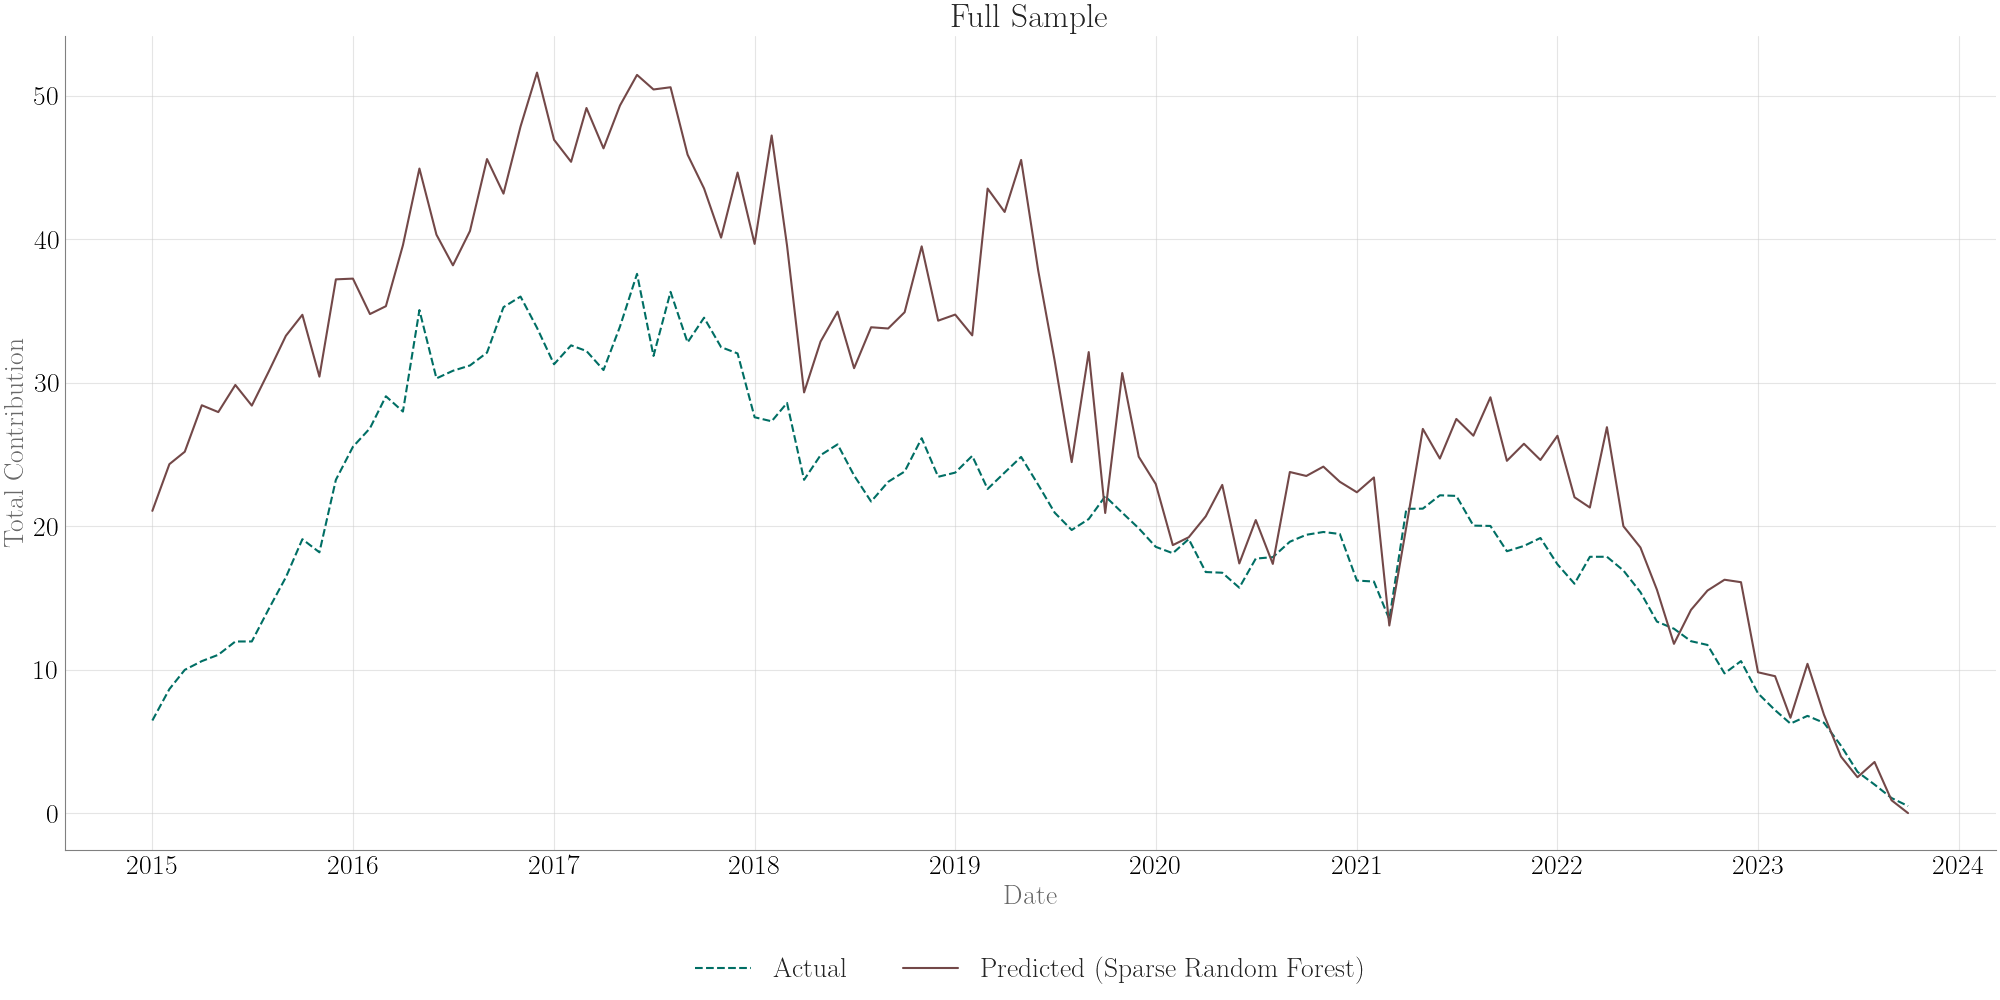 Full Sample
Total Contribution
50
40
30
20
10
0
2015 2016 2017 2018 2019 2020 2021 2022 2023 2024
Date
Actual Predicted (Sparse Random Forest)